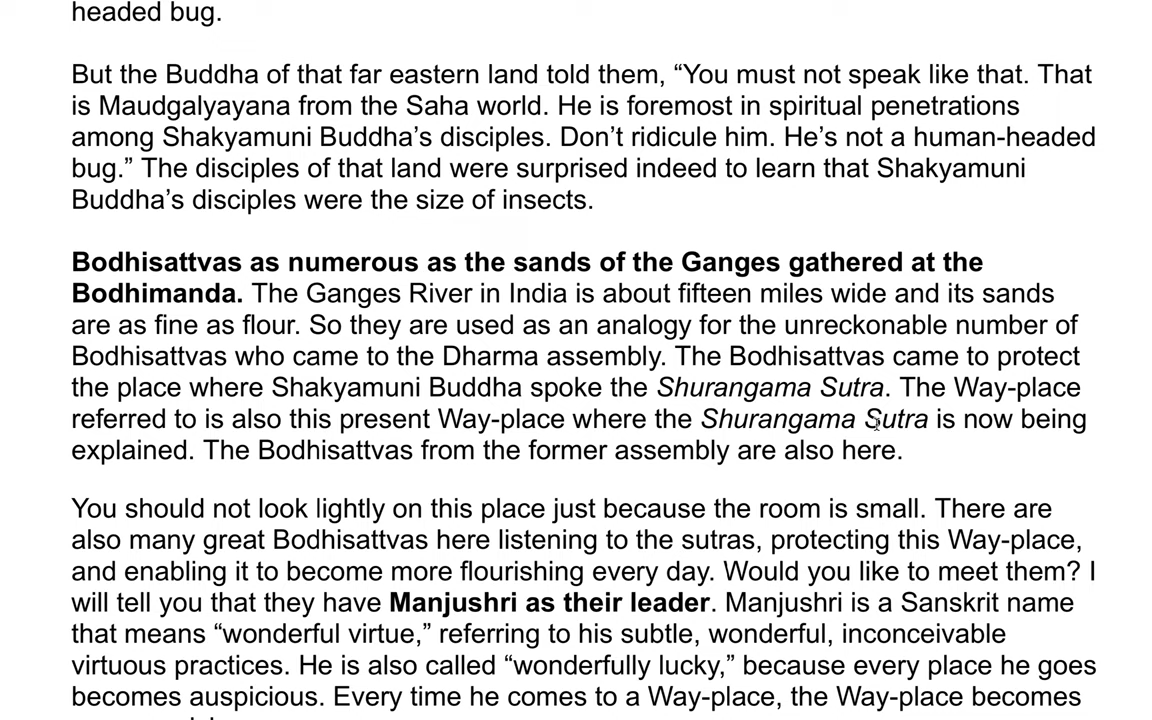 headed bug.
But the Buddha of that far eastern land told them, “You must not speak like that. That
is Maudgalyayana from the Saha world. He is foremost in spiritual penetrations
among Shakyamuni Buddha’s disciples. Don’t ridicule him. He’s not a human-headed
bug.” The disciples of that land were surprised indeed to learn that Shakyamuni
Buddha’s disciples were the size of insects.
Bodhisattvas as numerous as the sands of the Ganges gathered at the
Bodhimanda. The Ganges River in India is about fifteen miles wide and its sands
are as fine as flour. So they are used as an analogy for the unreckonable number of
Bodhisattvas who came to the Dharma assembly. The Bodhisattvas came to protect
the place where Shakyamuni Buddha spoke the Shurangama Sutra. The Way-place
referred to is also this present Way-place where the Shurangama Sutra is now being
explained. The Bodhisattvas from the former assembly are also here.
You should not look lightly on this place just because the room is small. There are
also many great Bodhisattvas here listening to the sutras, protecting this Way-place,
and enabling it to become more flourishing every day. Would you like to meet them? I
will tell you that they have Manjushri as their leader. Manjushri is a Sanskrit name
that means “wonderful virtue,” referring to his subtle, wonderful, inconceivable
virtuous practices. He is also called “wonderfully lucky,” because every place he goes
becomes auspicious. Every time he comes to a Way-place, the Way-place becomes